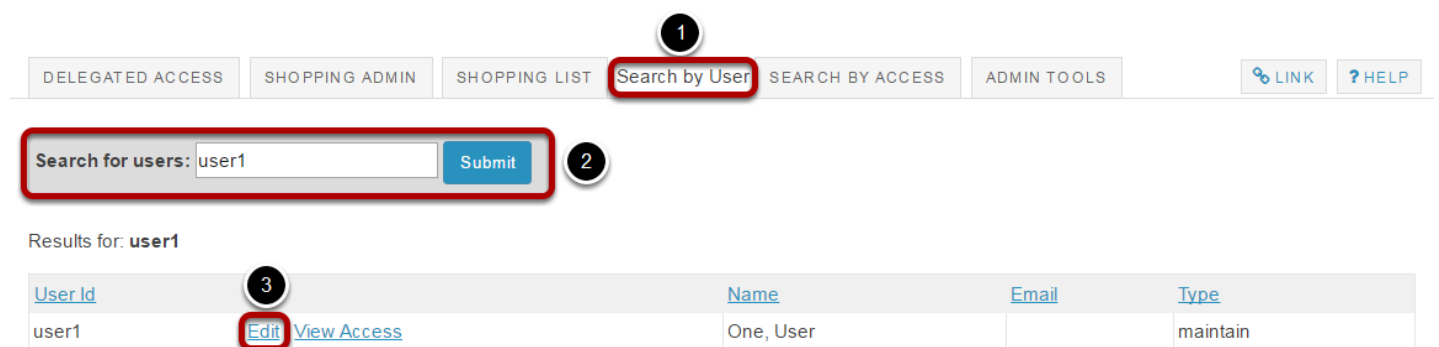 1
DELEGATED ACCESS SHOPPING ADMIN SHOPPING LIST Search by User SEARCH BY ACCESS ADMIN TOOLS LINK ? HELP
Search for users: user1 Submit 2
Results for: user1
3
User Id Name Email Type
user1 Edit View Access One, User maintain